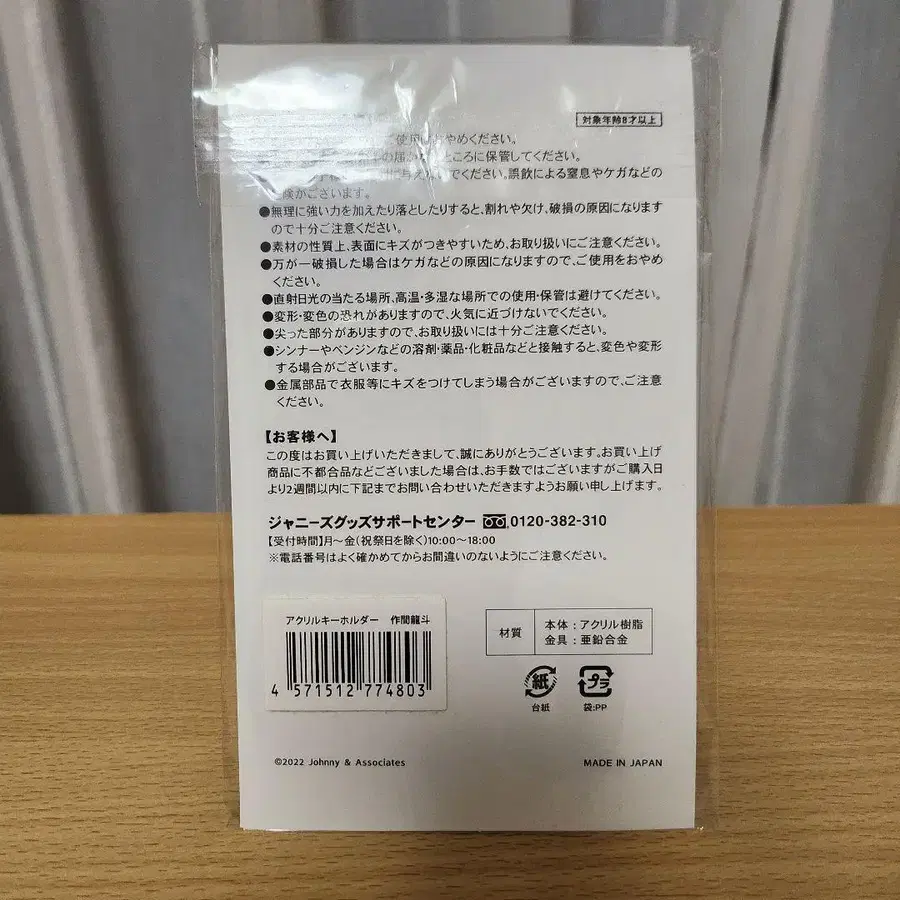 対象年齢8才以上
ご使用はおやめください。
ところに保管してください。
でください。誤飲による窒息やケガなどの
険がございます。
●無理に強い力を加えたり落としたりすると、割れや欠け、破損の原因になります
ので十分ご注意ください。
●素材の性質上、表面にキズがつきやすいため、お取り扱いにご注意ください。
●万が一破損した場合はケガなどの原因になりますので、ご使用をおやめ
ください。
●直射日光の当たる場所、高温・多湿な場所での使用・保管は避けてください。
●変形・変色の恐れがありますので、火気に近づけないでください。
●尖った部分がありますので、お取り扱いには十分ご注意ください。
●シンナーやベンジンなどの溶剤・薬品・化粧品などと接触すると、変色や変形
する場合がございます。
●金属部品で衣服等にキズをつけてしまう場合がございますので、ご注意
ください。
【お客様へ】
この度はお買い上げいただきまして、誠にありがとうございます。お買い上げ
商品に不都合品などございました場合は、お手数ではございますがご購入日
より2週間以内に下記までお問い合わせいただきますようお願い申し上げます。
ジャニーズグッズサポートセンター 0120-382-310
【受付時間】月〜金(祝祭日を除く)10:00〜18:00
※電話番号はよく確かめてからお間違いのないようにご注意ください。
アクリルキーホルダー 作間龍斗
4 571512 774803
材質
本体：アクリル樹脂
金具：亜鉛合金
紙
台紙
プラ
袋:PP
©2022 Johnny & Associates
MADE IN JAPAN